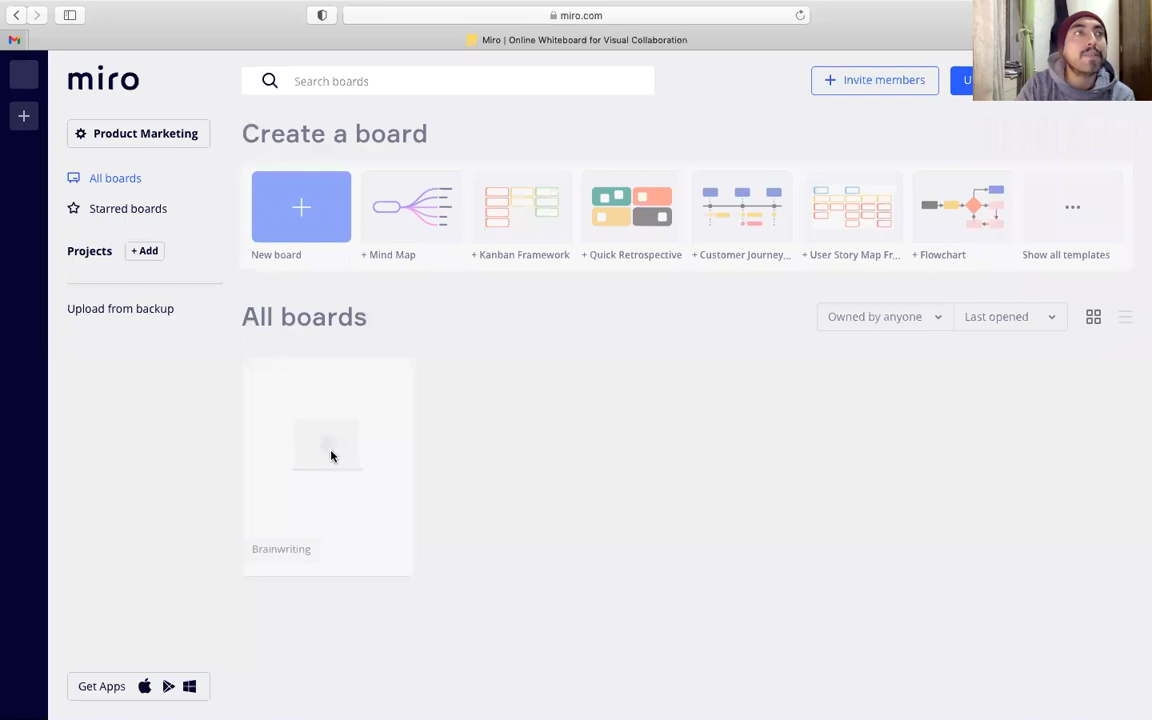 miro.com
Miro | Online Whiteboard for Visual Collaboration
miro
Search boards
Invite members
Product Marketing
Create a board
All boards
Starred boards
Projects
+ Add
New board
+ Mind Map
+ Kanban Framework
+ Quick Retrospective
+ Customer Journey...
+ User Story Map Fr...
+ Flowchart
Show all templates
Upload from backup
All boards
Owned by anyone
Last opened
Brainwriting
Get Apps